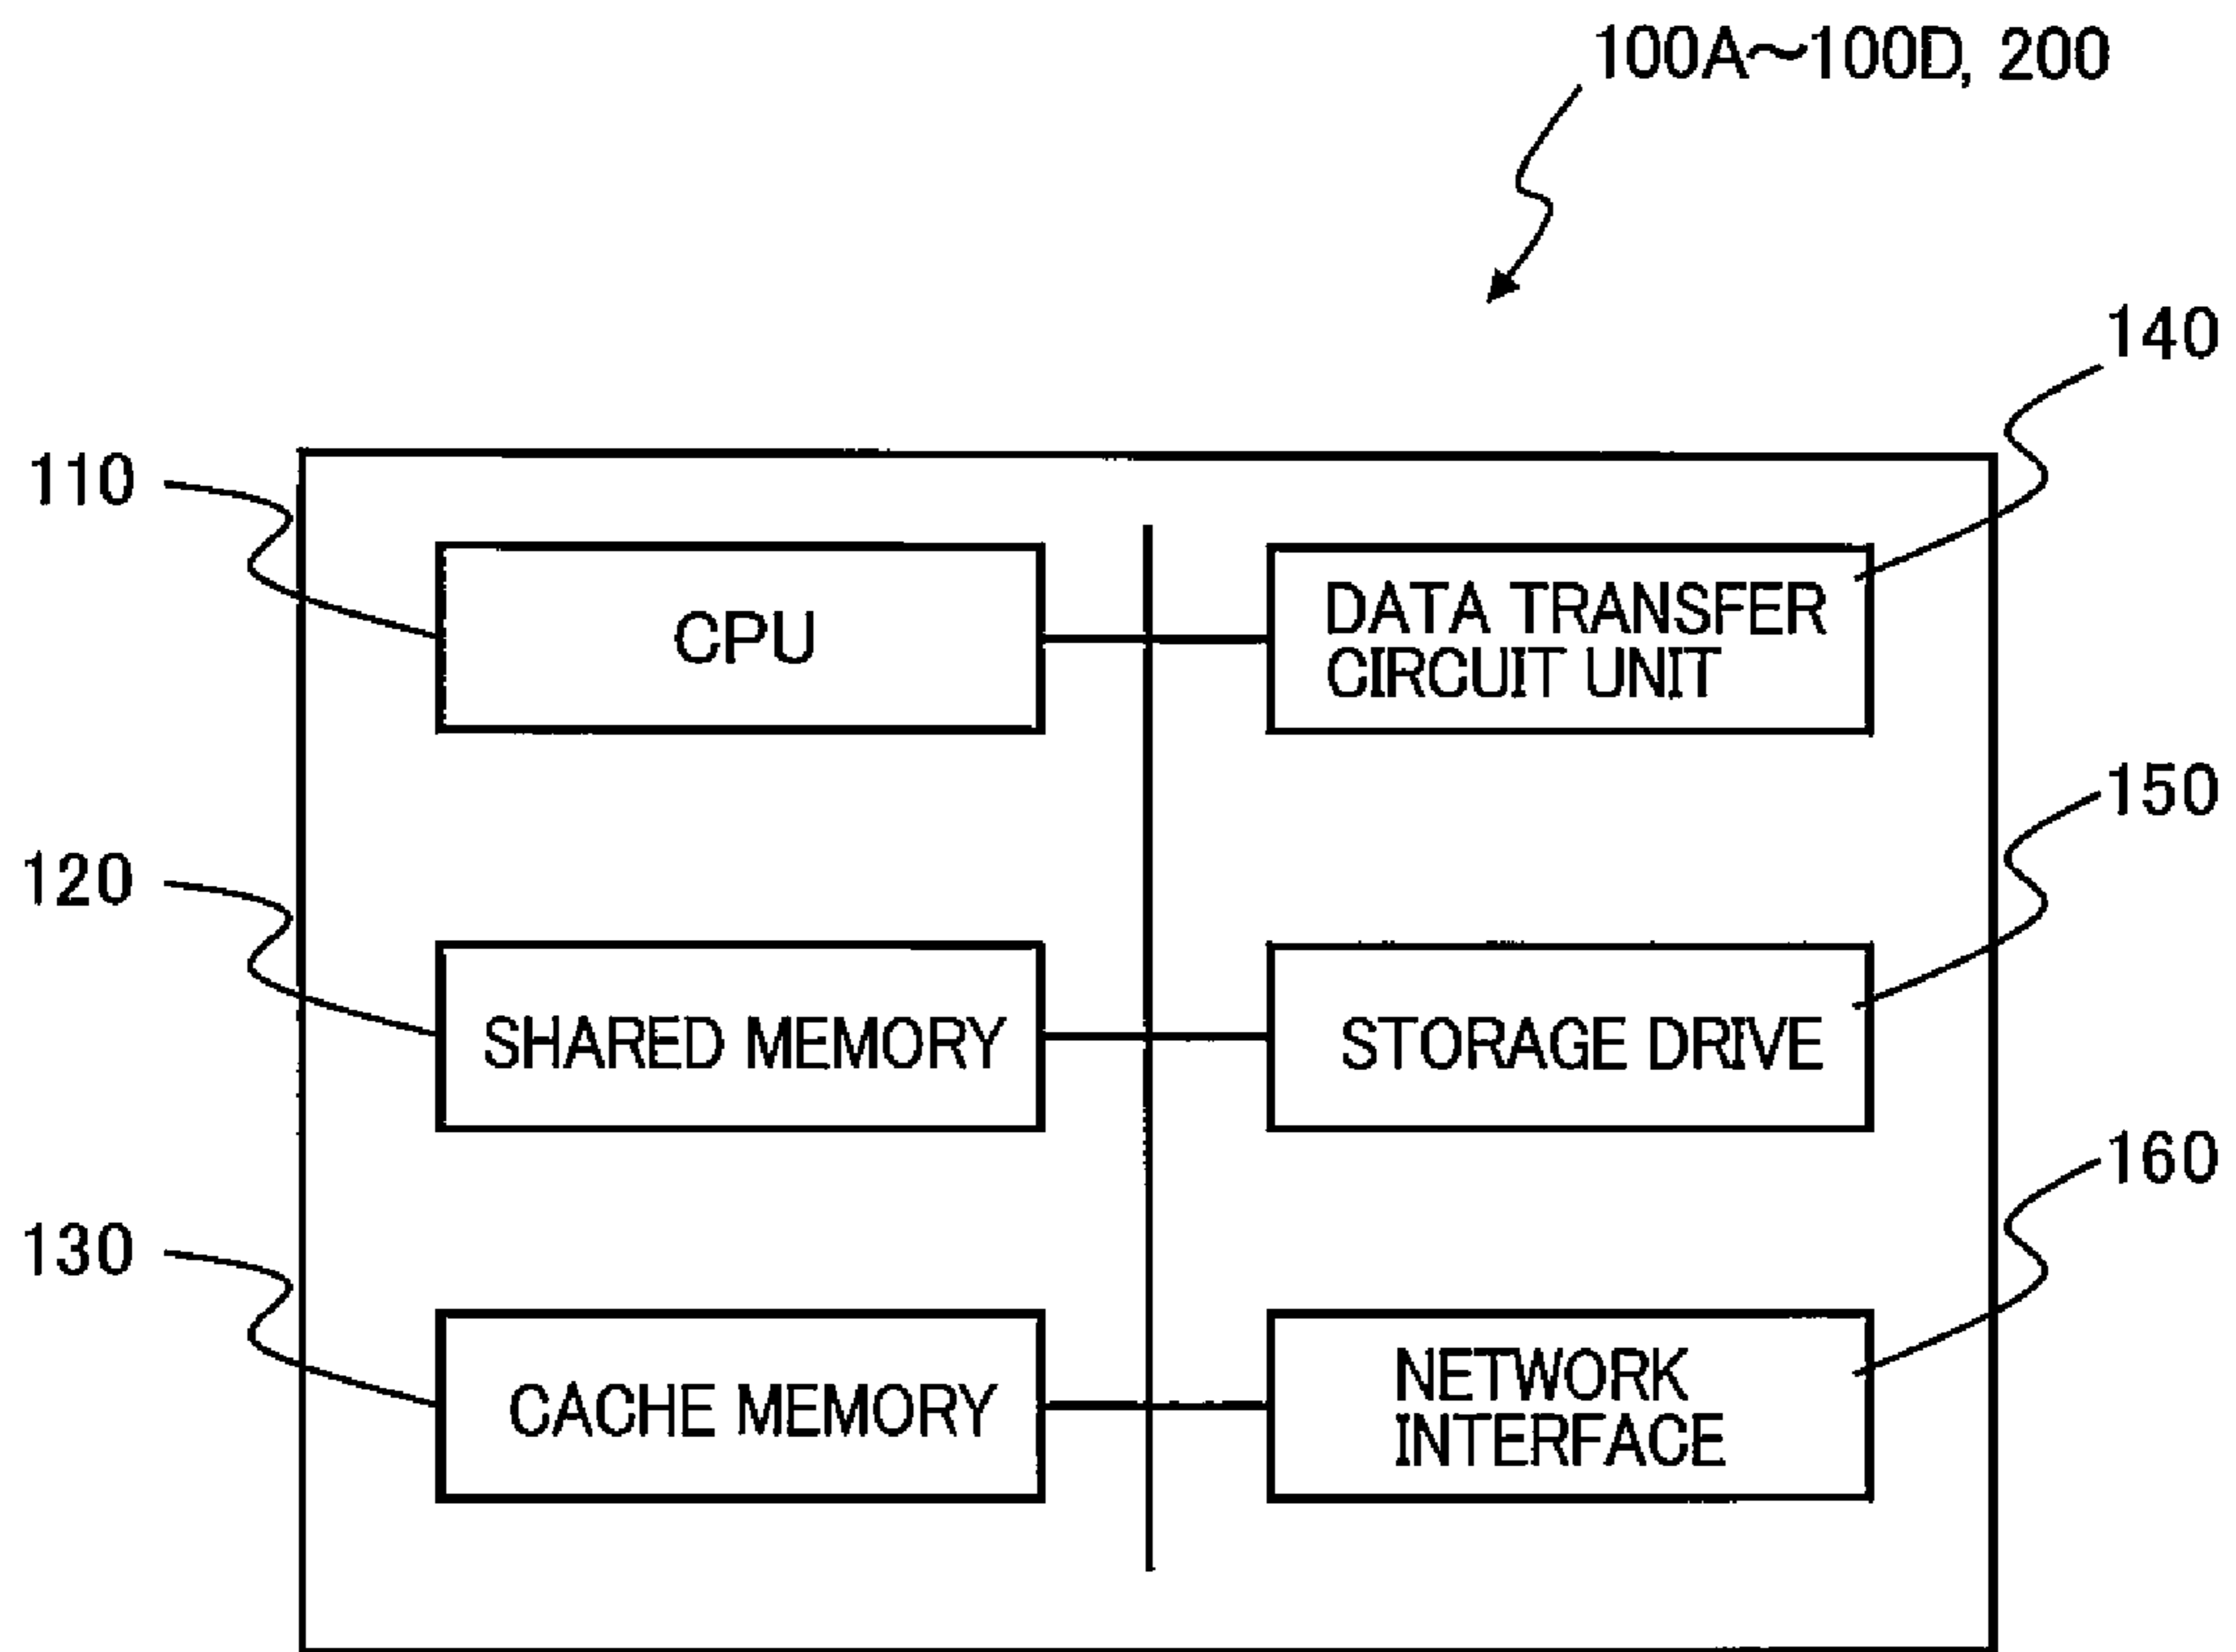 100A～100D, 200
140
110
CPU
DATA TRANSFER
CIRCUIT UNIT
150
120
SHARED MEMORY
STORAGE DRIVE
160
130
CACHE MEMORY
NETWORK
INTERFACE